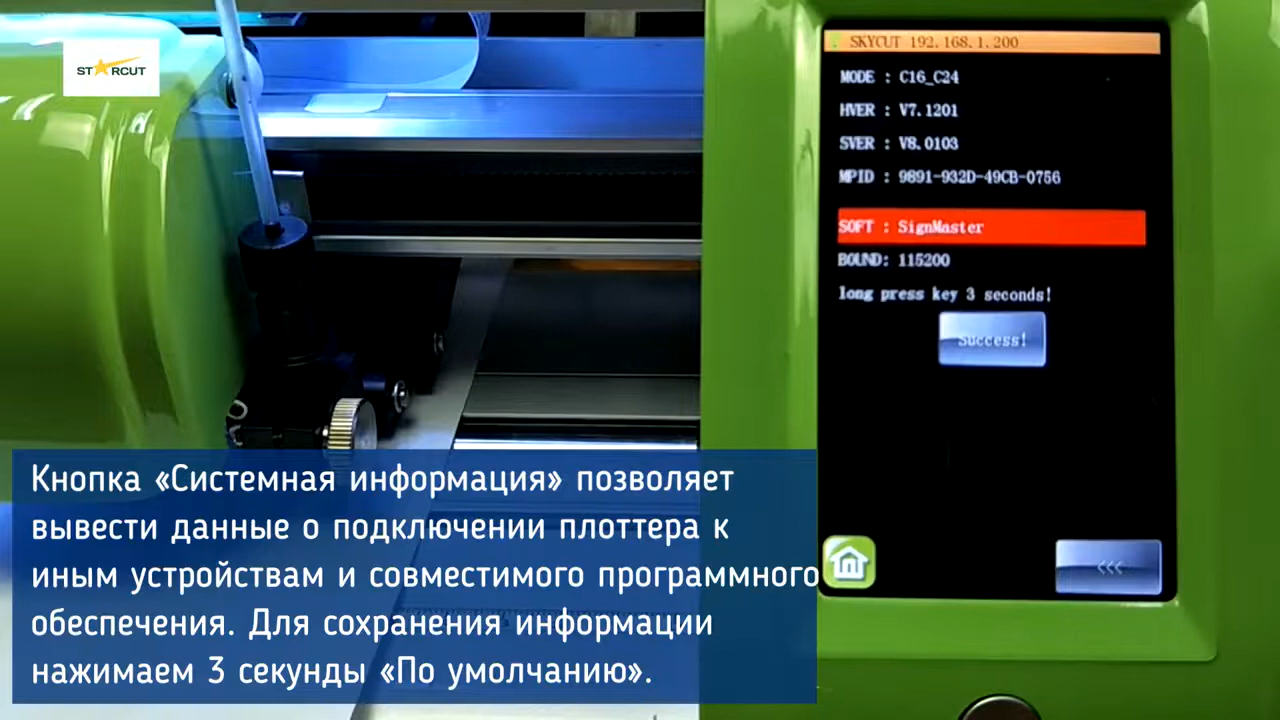 STARCUT
SKYCUT 192.168.1.200
MODE : C16_C24
HVER : V7.1201
SVER : V8.0103
MPID : 9891-932D-49CB-0756
SOFT : SignMaster
BOUND: 115200
long press key 3 seconds!
Success!
<<<
Кнопка «Системная информация» позволяет
вывести данные о подключении плоттера к
иным устройствам и совместимого программного
обеспечения. Для сохранения информации
нажимаем 3 секунды «По умолчанию».